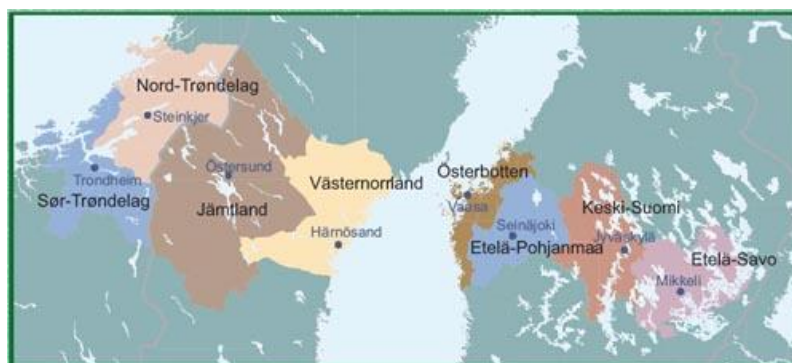 Nord-Trøndelag
Steinkjer
Trondheim
Sør-Trøndelag
Östersund
Jämtland
Västernorrland
Härnösand
Österbotten
Vaasa
Seinäjoki
Etelä-Pohjanmaa
Keski-Suomi
Jyväskylä
Etelä-Savo
Mikkeli